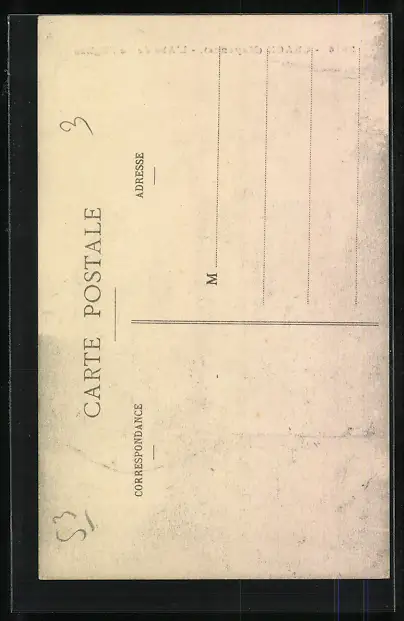 CARTE POSTALE
CORRESPONDANCE
ADRESSE
M
3
53